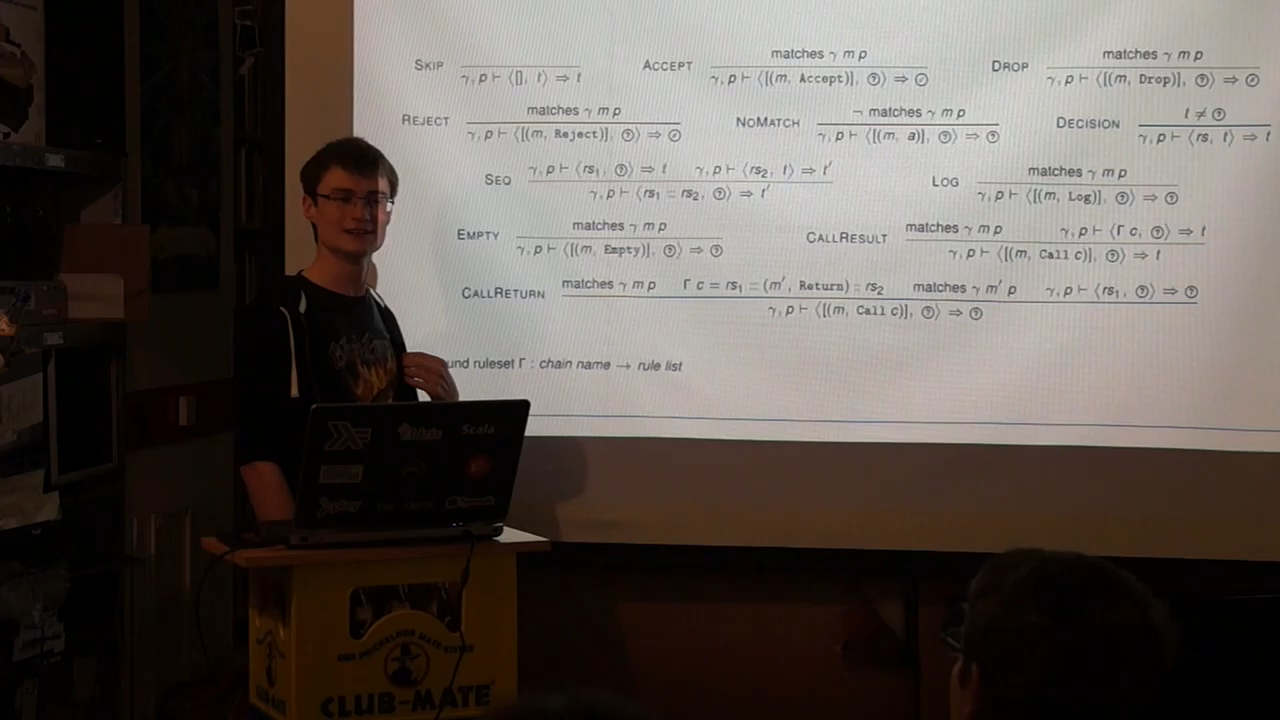 matches γ m p
matches γ m p
SKIP γ, p ⊢ ⟨[], t⟩ ⇒ t
ACCEPT γ, p ⊢ ⟨[(m, Accept)], ?⟩ ⇒ ✓
DROP γ, p ⊢ ⟨[(m, Drop)], ?⟩ ⇒ ✗
matches γ m p
¬ matches γ m p
t ≠ ?
REJECT γ, p ⊢ ⟨[(m, Reject)], ?⟩ ⇒ ✗
NOMATCH γ, p ⊢ ⟨[(m, a)], ?⟩ ⇒ ?
DECISION γ, p ⊢ ⟨rs, t⟩ ⇒ t
γ, p ⊢ ⟨rs₁, ?⟩ ⇒ t γ, p ⊢ ⟨rs₂, t⟩ ⇒ t′
matches γ m p
SEQ γ, p ⊢ ⟨rs₁ :: rs₂, ?⟩ ⇒ t′
LOG γ, p ⊢ ⟨[(m, Log)], ?⟩ ⇒ ?
matches γ m p
matches γ m p γ, p ⊢ ⟨Γ c, ?⟩ ⇒ t
EMPTY γ, p ⊢ ⟨[(m, Empty)], ?⟩ ⇒ ?
CALLRESULT γ, p ⊢ ⟨[(m, Call c)], ?⟩ ⇒ t
matches γ m p Γ c = rs₁ :: (m′, Return) :: rs₂ matches γ m′ p γ, p ⊢ ⟨rs₁, ?⟩ ⇒ ?
CALLRETURN γ, p ⊢ ⟨[(m, Call c)], ?⟩ ⇒ ?
und ruleset Γ : chain name → rule list
Scala
CLUB-MATE